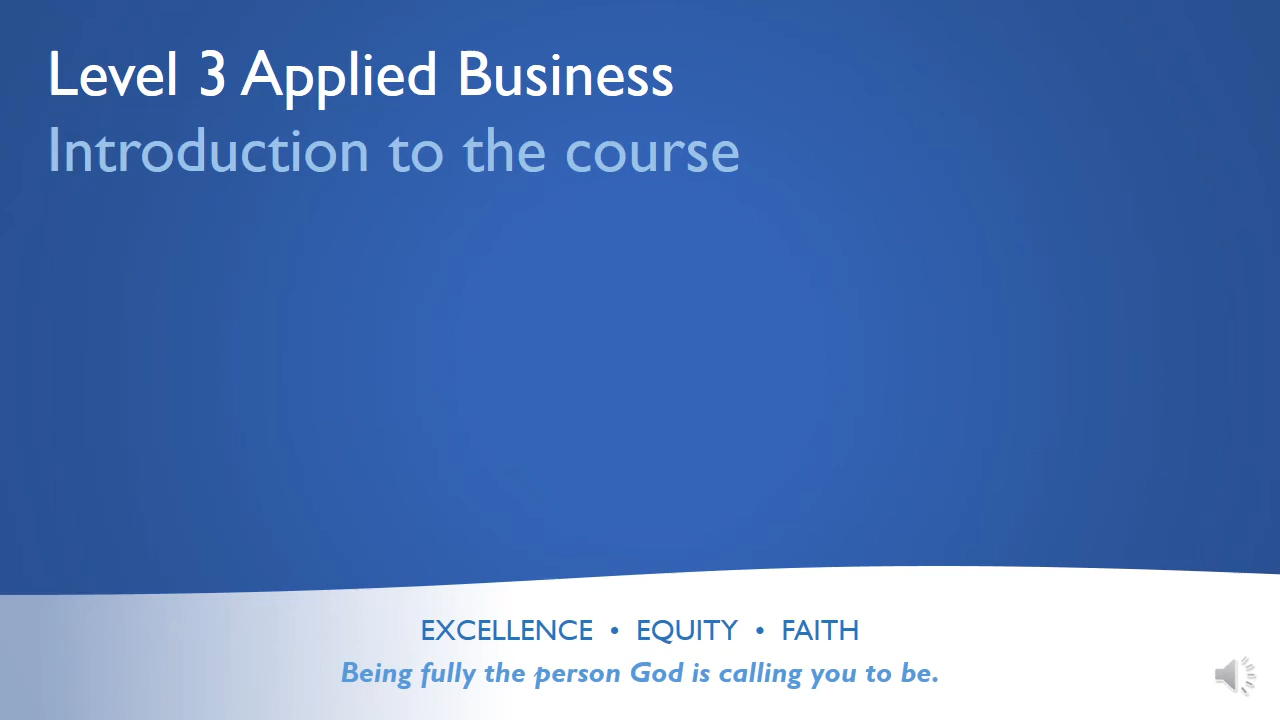 Level 3 Applied Business
Introduction to the course
EXCELLENCE • EQUITY • FAITH
Being fully the person God is calling you to be.